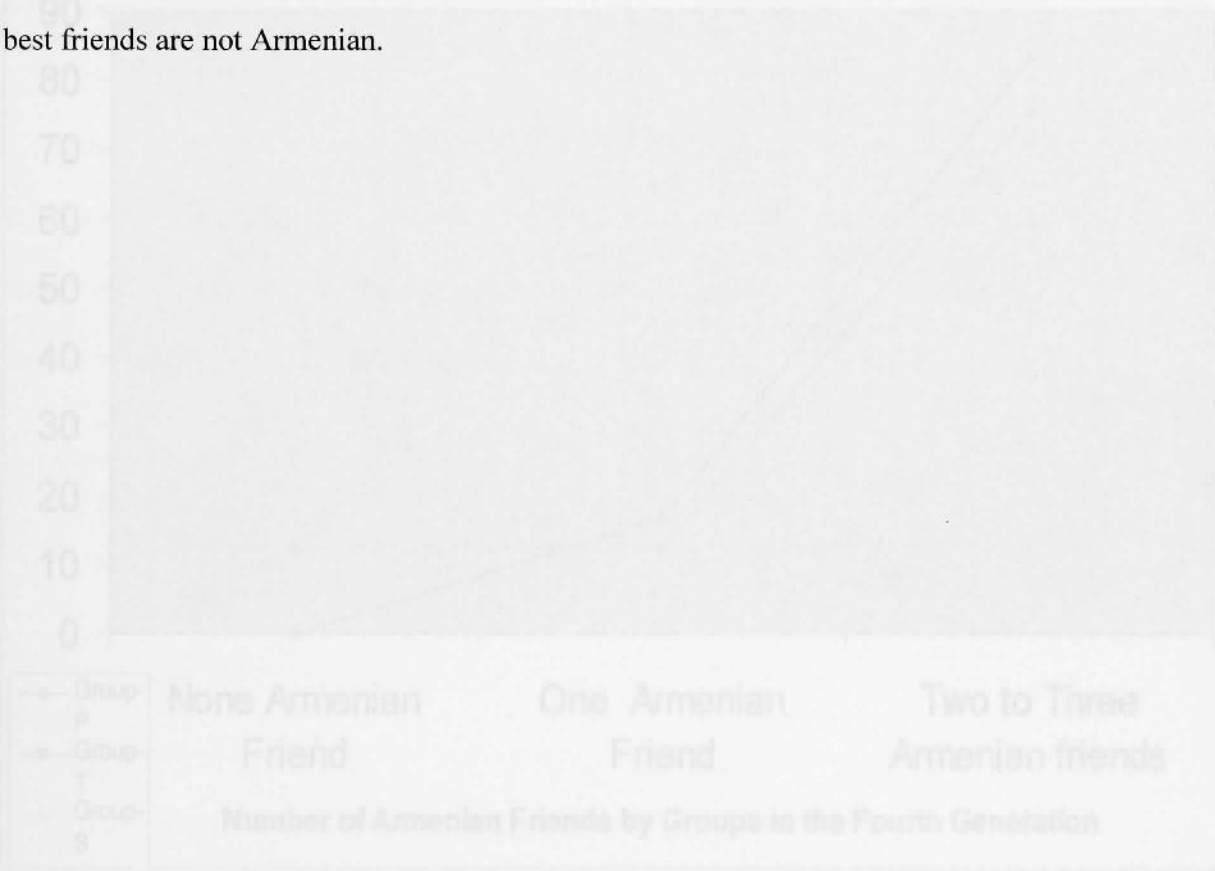 90
best friends are not Armenian.
80
70
60
50
40
30
20
10
0
Group-
P
Group-
T
Group-
S
None Armenian
Friend
One Armenian
Friend
Two to Three
Armenian friends
Number of Armenian Friends by Groups in the Fourth Generation